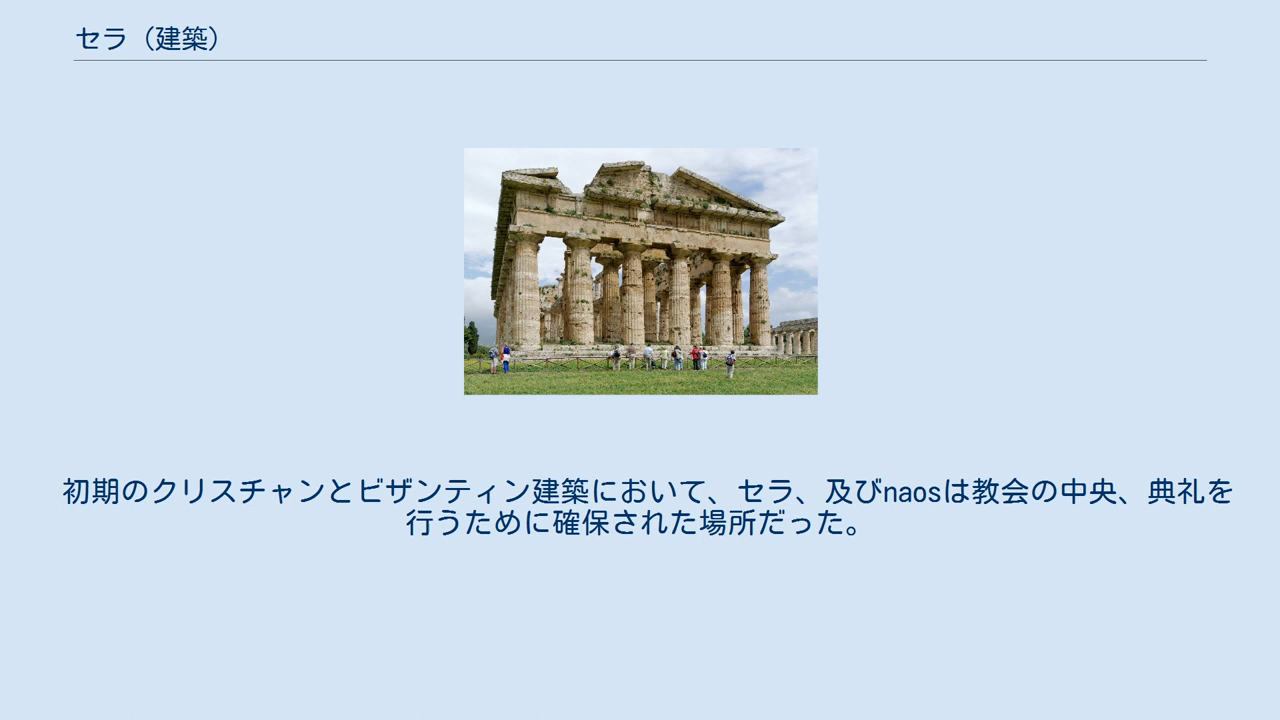 セラ（建築）
初期のクリスチャンとビザンティン建築において、セラ、及びnaosは教会の中央、典礼を
行うために確保された場所だった。